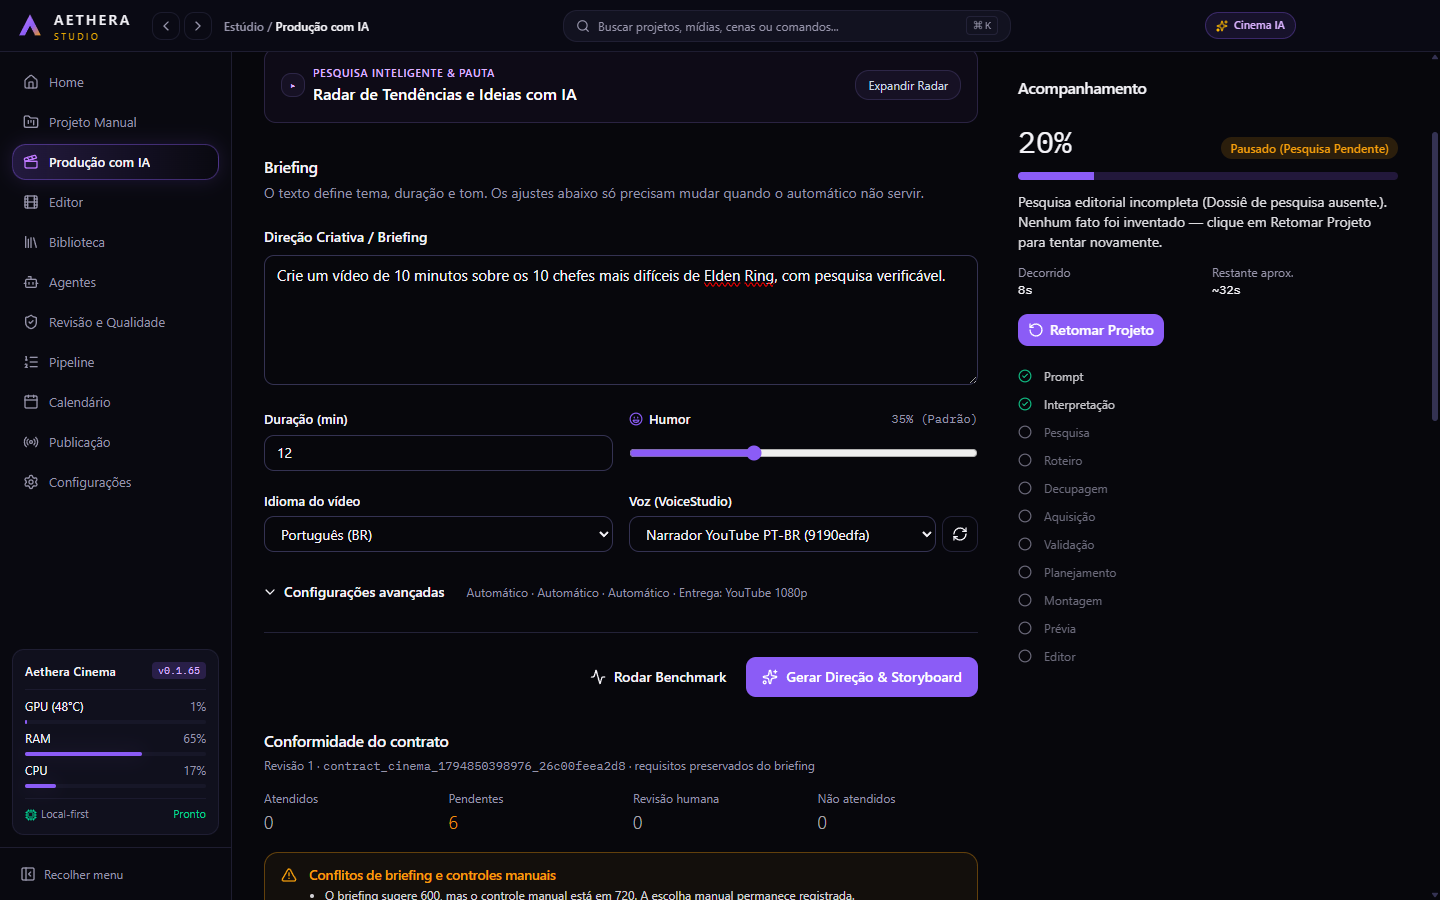 AETHERA
STUDIO
Estúdio / Produção com IA
Buscar projetos, mídias, cenas ou comandos...
⌘ K
Cinema IA
Home
Projeto Manual
Produção com IA
Editor
Biblioteca
Agentes
Revisão e Qualidade
Pipeline
Calendário
Publicação
Configurações
Aethera Cinema
v0.1.65
GPU (48°C)
1%
RAM
65%
CPU
17%
Local-first
Pronto
Recolher menu
PESQUISA INTELIGENTE & PAUTA
Radar de Tendências e Ideias com IA
Expandir Radar
Briefing
O texto define tema, duração e tom. Os ajustes abaixo só precisam mudar quando o automático não servir.
Direção Criativa / Briefing
Crie um vídeo de 10 minutos sobre os 10 chefes mais difíceis de Elden Ring, com pesquisa verificável.
Duração (min)
12
Humor
35% (Padrão)
Idioma do vídeo
Português (BR)
Voz (VoiceStudio)
Narrador YouTube PT-BR (9190edfa)
Configurações avançadas
Automático · Automático · Automático · Entrega: YouTube 1080p
Rodar Benchmark
Gerar Direção & Storyboard
Conformidade do contrato
Revisão 1 · contract_cinema_1794850398976_26c00feea2d8 · requisitos preservados do briefing
Atendidos
0
Pendentes
6
Revisão humana
0
Não atendidos
0
Conflitos de briefing e controles manuais
• O briefing sugere 600, mas o controle manual está em 720. A escolha manual permanece registrada.
Acompanhamento
20%
Pausado (Pesquisa Pendente)
Pesquisa editorial incompleta (Dossiê de pesquisa ausente.).
Nenhum fato foi inventado — clique em Retomar Projeto
para tentar novamente.
Decorrido
8s
Restante aprox.
~32s
Retomar Projeto
Prompt
Interpretação
Pesquisa
Roteiro
Decupagem
Aquisição
Validação
Planejamento
Montagem
Prévia
Editor